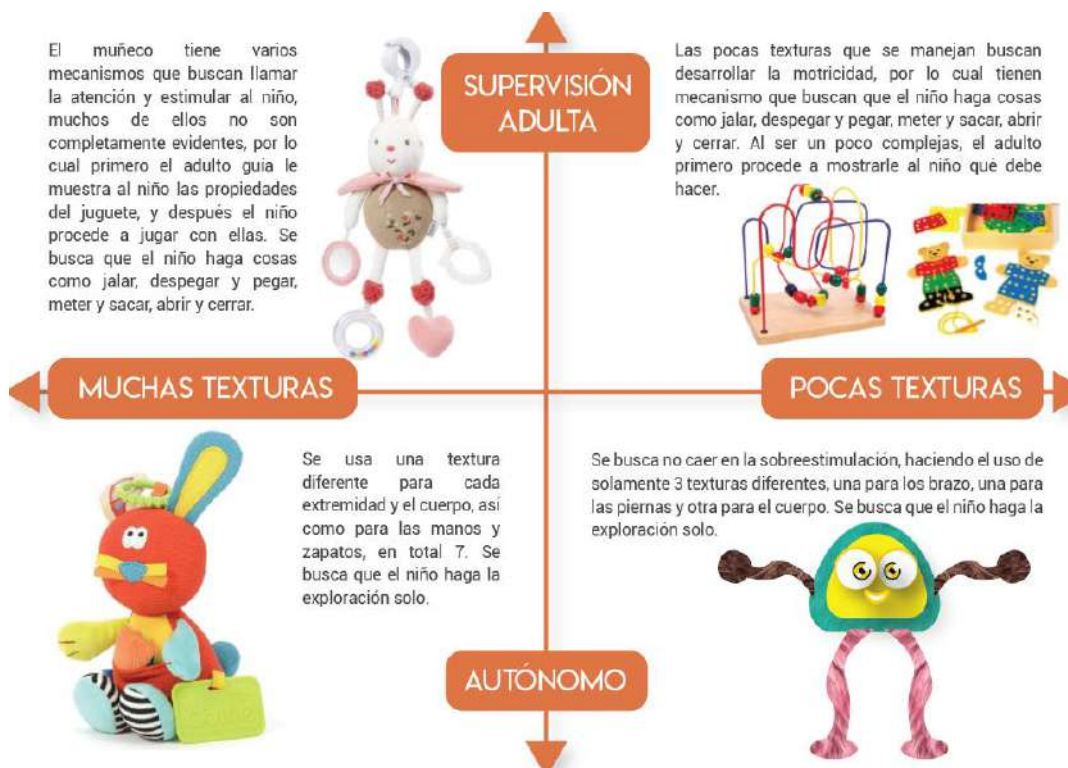 El muñeco tiene varios
mecanismos que buscan llamar
la atención y estimular al niño,
muchos de ellos no son
completamente evidentes, por lo
cual primero el adulto guía le
muestra al niño las propiedades
del juguete, y después el niño
procede a jugar con ellas. Se
busca que el niño haga cosas
como jalar, despegar y pegar,
meter y sacar, abrir y cerrar.
SUPERVISIÓN
ADULTA
Las pocas texturas que se manejan buscan
desarrollar la motricidad, por lo cual tienen
mecanismo que buscan que el niño haga cosas
como jalar, despegar y pegar, meter y sacar, abrir
y cerrar. Al ser un poco complejas, el adulto
primero procede a mostrarle al niño qué debe
hacer.
MUCHAS TEXTURAS
POCAS TEXTURAS
Se usa una textura
diferente para cada
extremidad y el cuerpo, así
como para las manos y
zapatos, en total 7. Se
busca que el niño haga la
exploración solo.
Se busca no caer en la sobreestimulación, haciendo el uso de
solamente 3 texturas diferentes, una para los brazo, una para
las piernas y otra para el cuerpo. Se busca que el niño haga la
exploración solo.
AUTÓNOMO